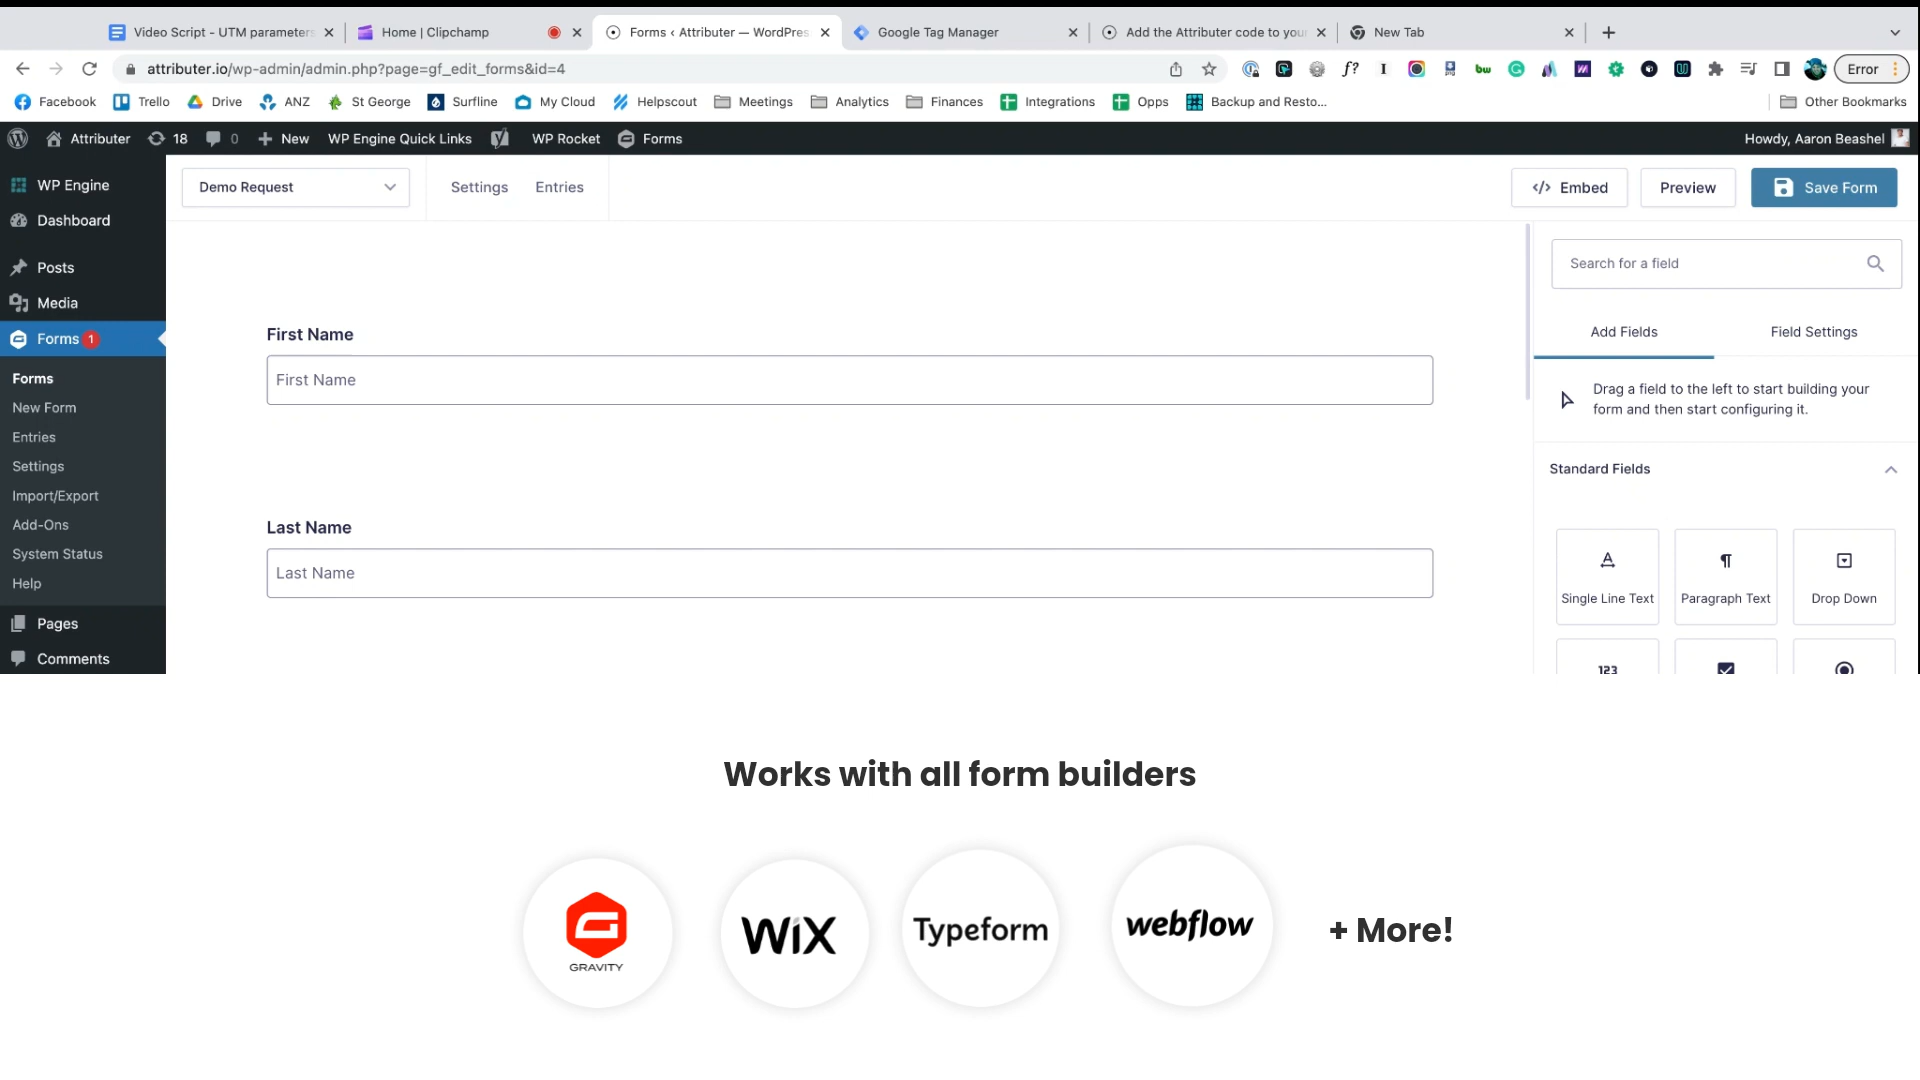 Video Script - UTM parameters
Home | Clipchamp
Forms ‹ Attributer — WordPres
Google Tag Manager
Add the Attributer code to you
New Tab
attributer.io/wp-admin/admin.php?page=gf_edit_forms&id=4
f?
I
bw
Error
Facebook
Trello
Drive
ANZ
St George
Surfline
My Cloud
Helpscout
Meetings
Analytics
Finances
Integrations
Opps
Backup and Resto...
Other Bookmarks
Attributer
18
0
New
WP Engine Quick Links
WP Rocket
Forms
Howdy, Aaron Beashel
WP Engine
Dashboard
Posts
Media
Forms 1
Forms
New Form
Entries
Settings
Import/Export
Add-Ons
System Status
Help
Pages
Comments
Demo Request
Settings
Entries
</> Embed
Preview
Save Form
First Name
First Name
Last Name
Last Name
Search for a field
Add Fields
Field Settings
Drag a field to the left to start building your
form and then start configuring it.
Standard Fields
Single Line Text
Paragraph Text
Drop Down
123
Works with all form builders
GRAVITY
WiX
Typeform
webflow
+ More!